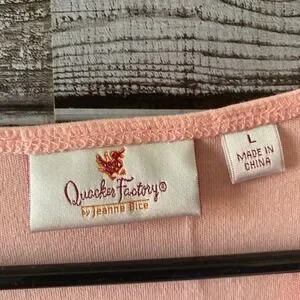 Quacker Factory®
by Jeanne Bice
L
MADE IN
CHINA